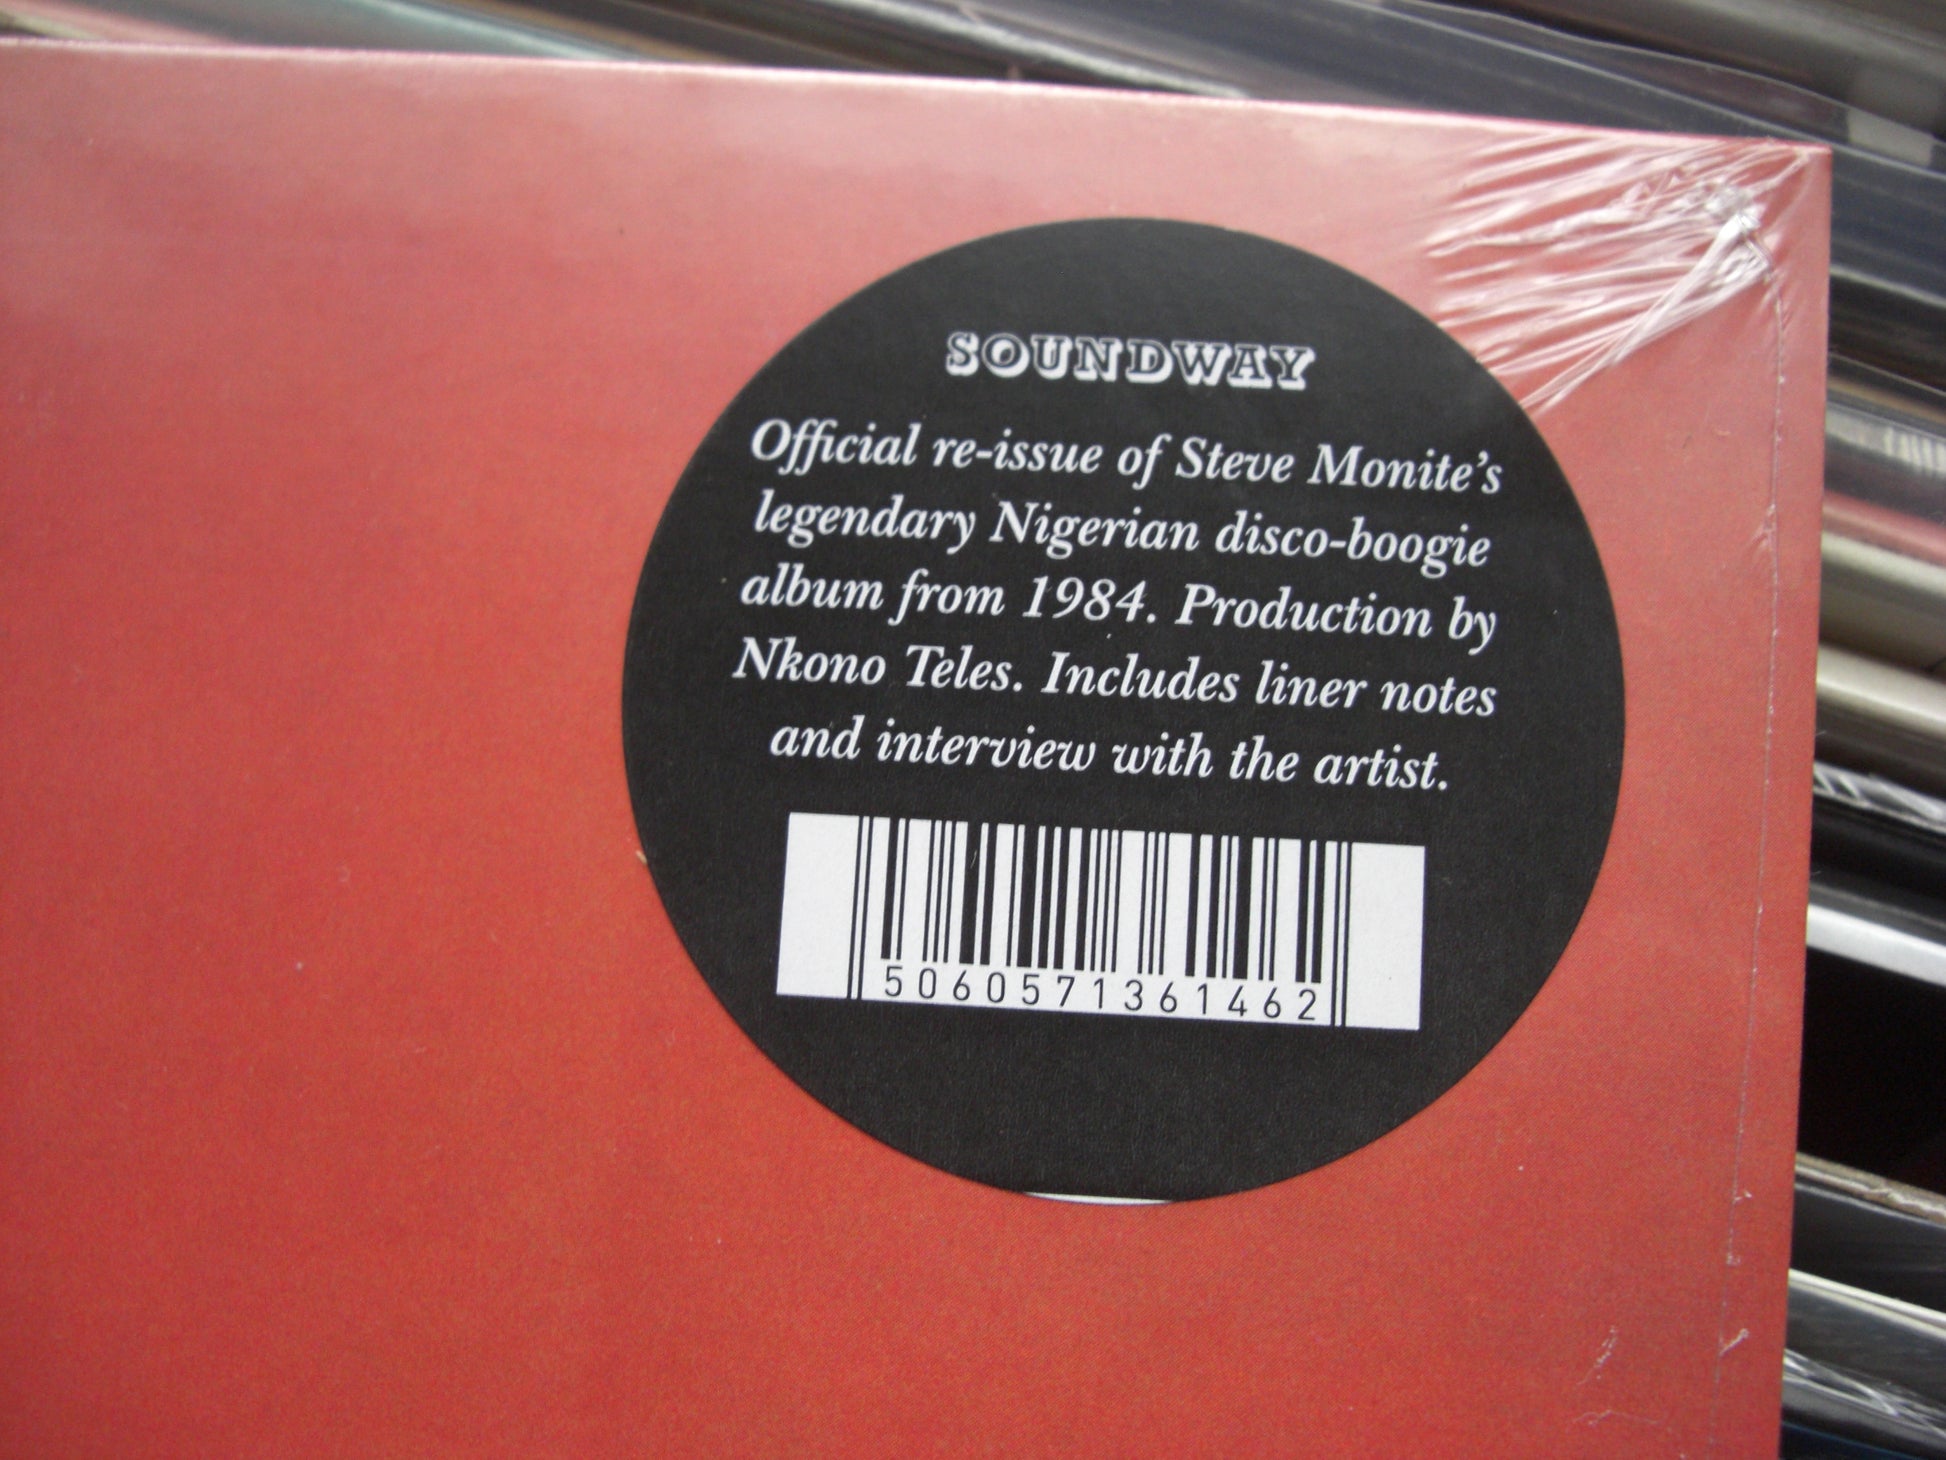 SOUNDWAY
Official re-issue of Steve Monite's
legendary Nigerian disco-boogie
album from 1984. Production by
Nkono Teles. Includes liner notes
and interview with the artist.
5060571361462